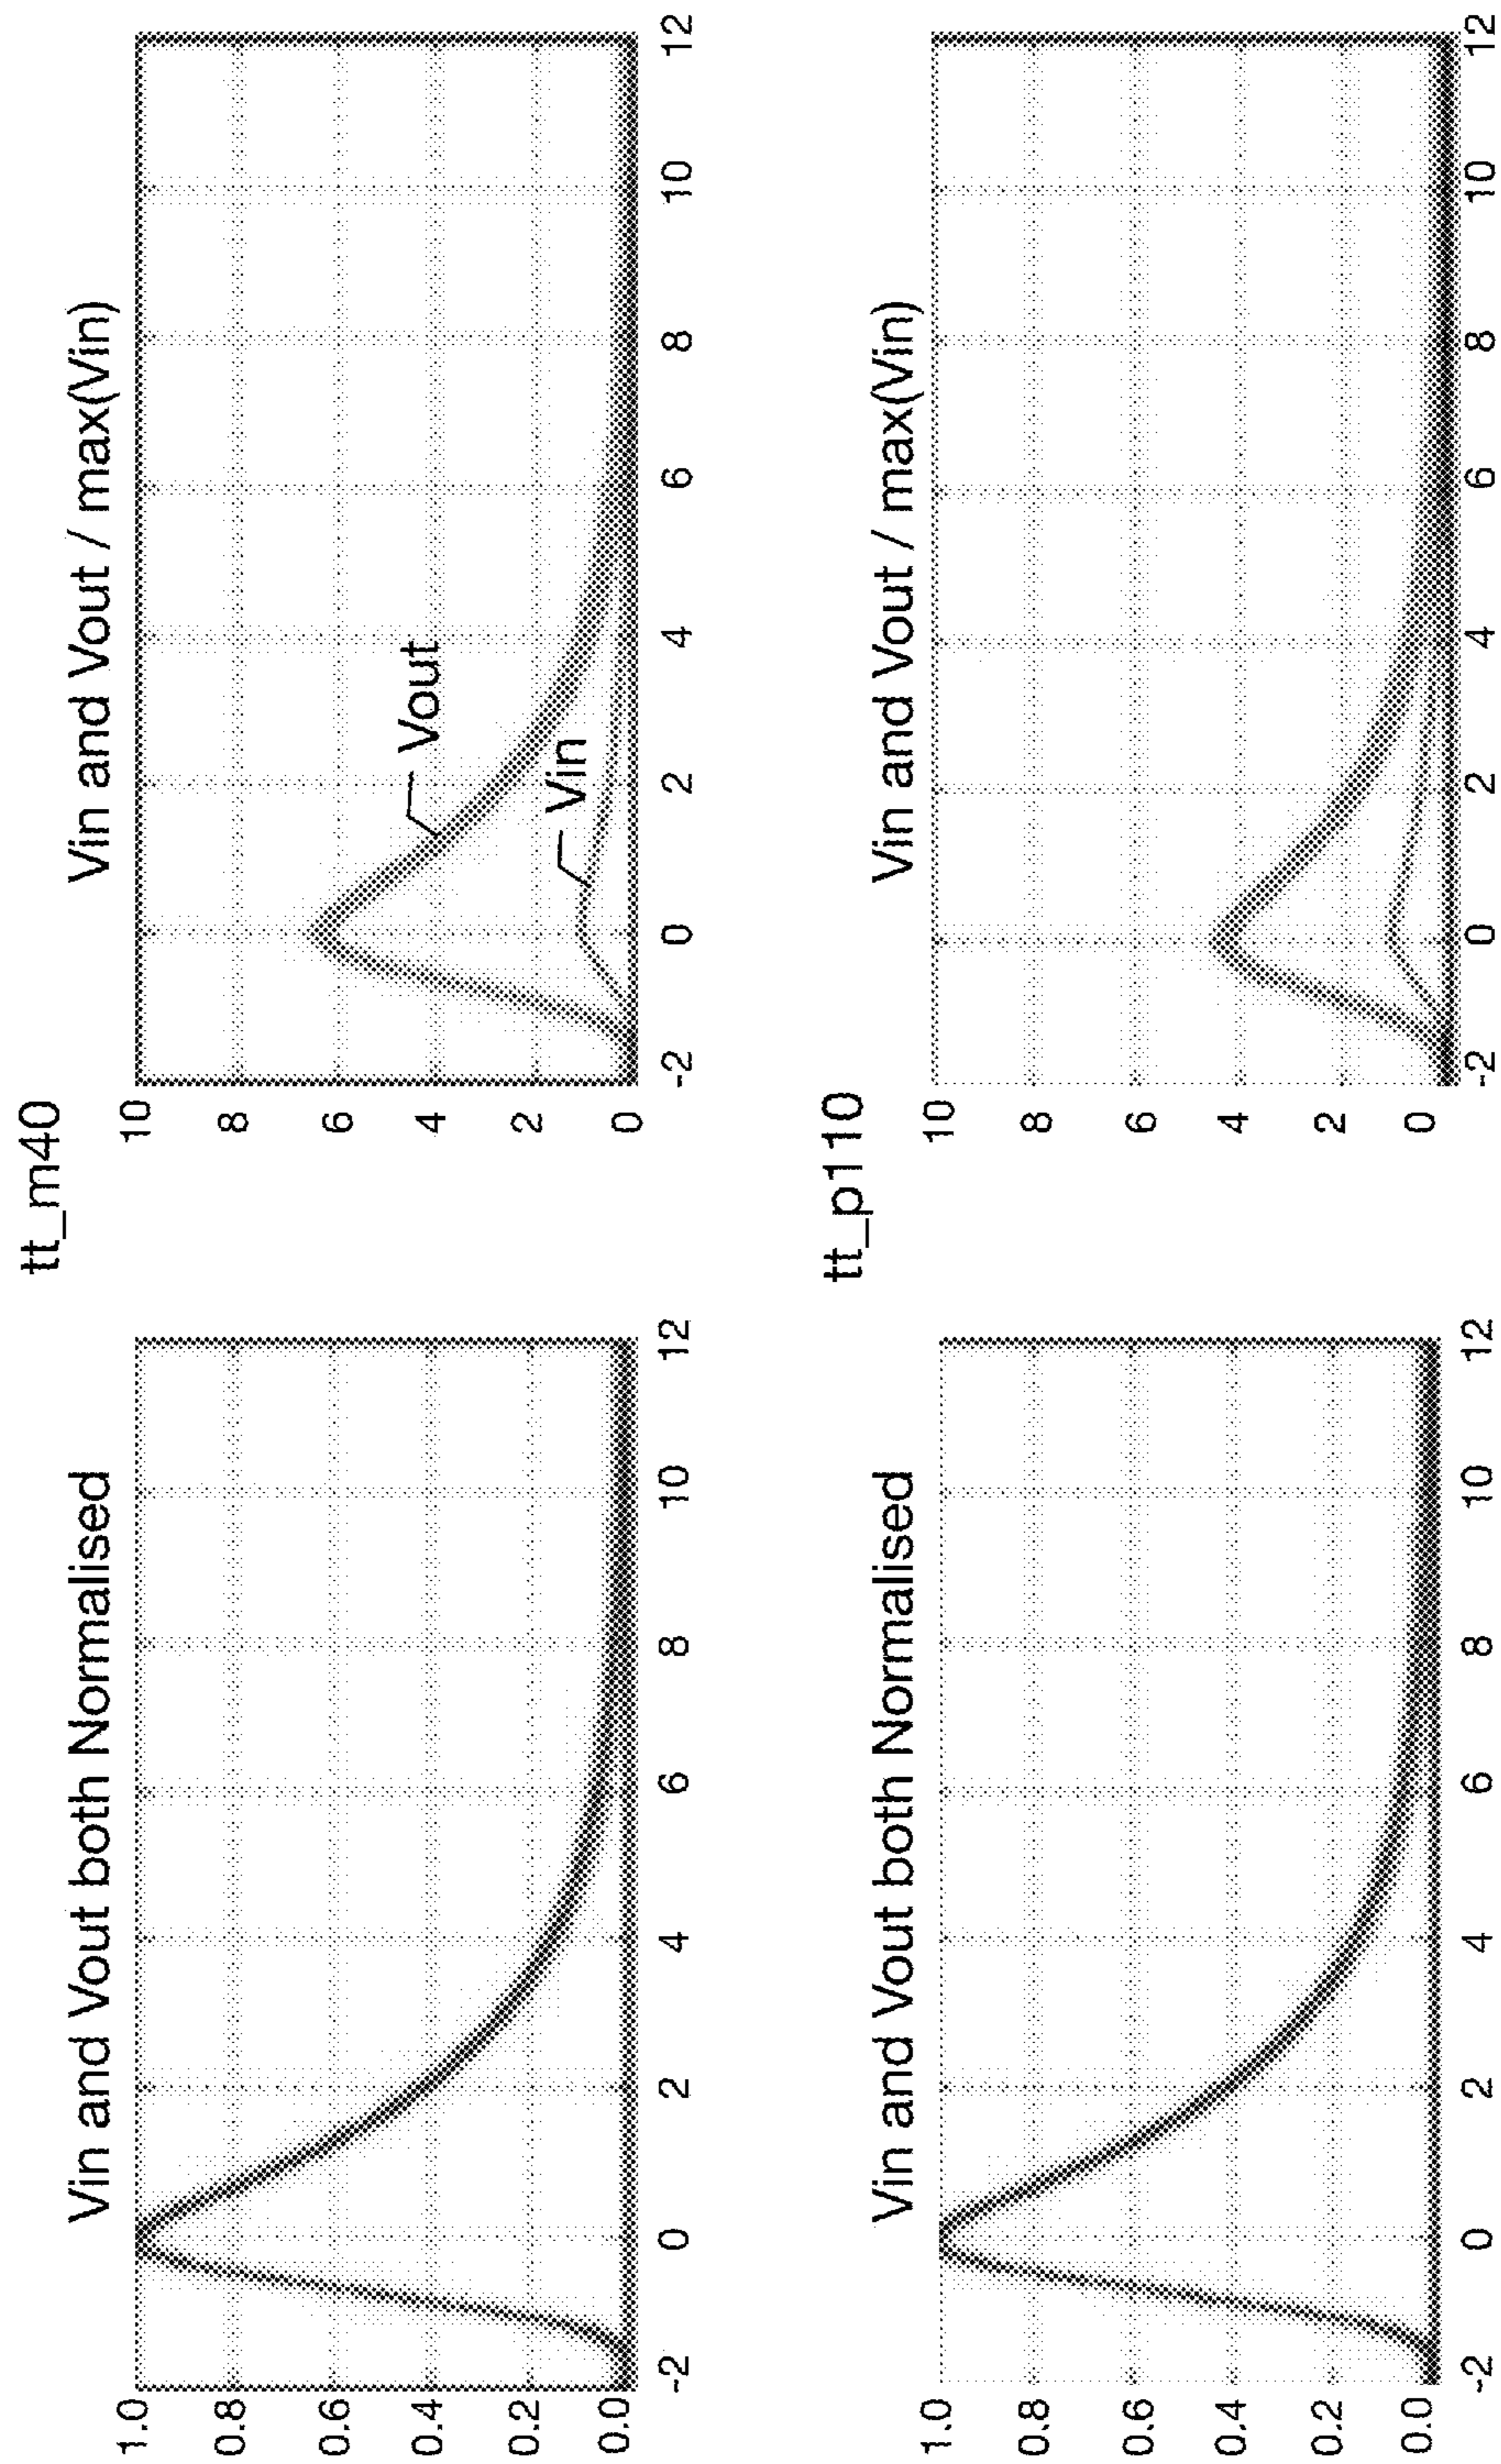 tt_m40
Vin and Vout both Normalised
1.0
0.8
0.6
0.4
0.2
0.0
-2 0 2 4 6 8 10 12
Vin and Vout / max(Vin)
10
8
6
4
2
0
Vout
Vin
-2 0 2 4 6 8 10 12
tt_p110
Vin and Vout both Normalised
1.0
0.8
0.6
0.4
0.2
0.0
-2 0 2 4 6 8 10 12
Vin and Vout / max(Vin)
10
8
6
4
2
0
-2 0 2 4 6 8 10 12